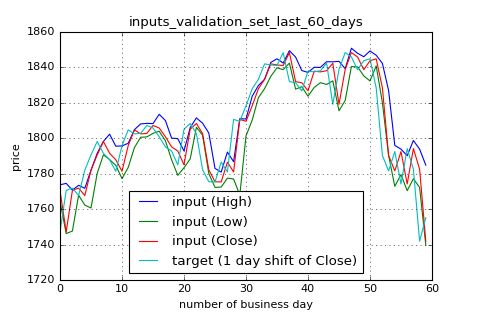 inputs_validation_set_last_60_days
1860
1840
1820
1800
1780
1760
1740
1720
price
input (High)
input (Low)
input (Close)
target (1 day shift of Close)
0 10 20 30 40 50 60
number of business day